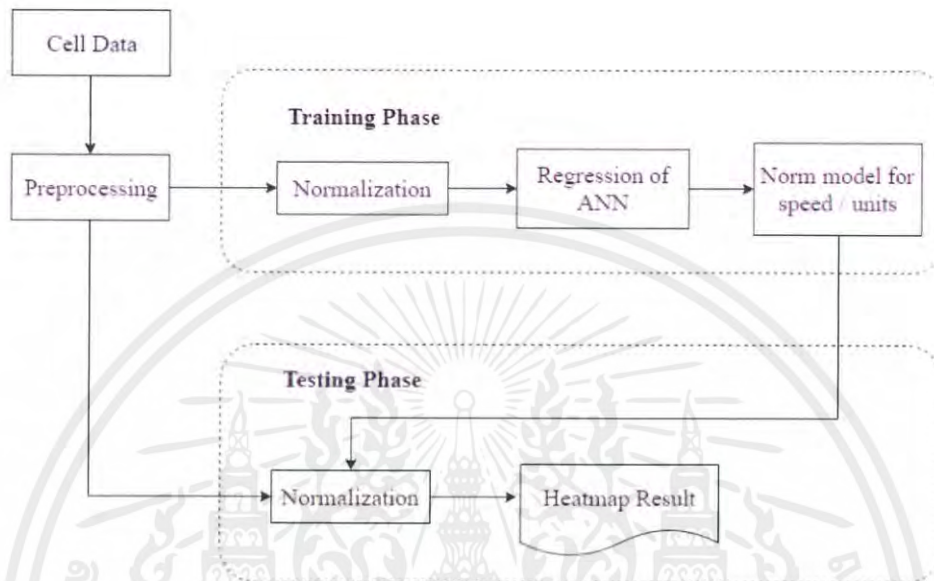 Cell Data
Training Phase
Preprocessing
Normalization
Regression of
ANN
Norm model for
speed / units
Testing Phase
Normalization
Heatmap Result